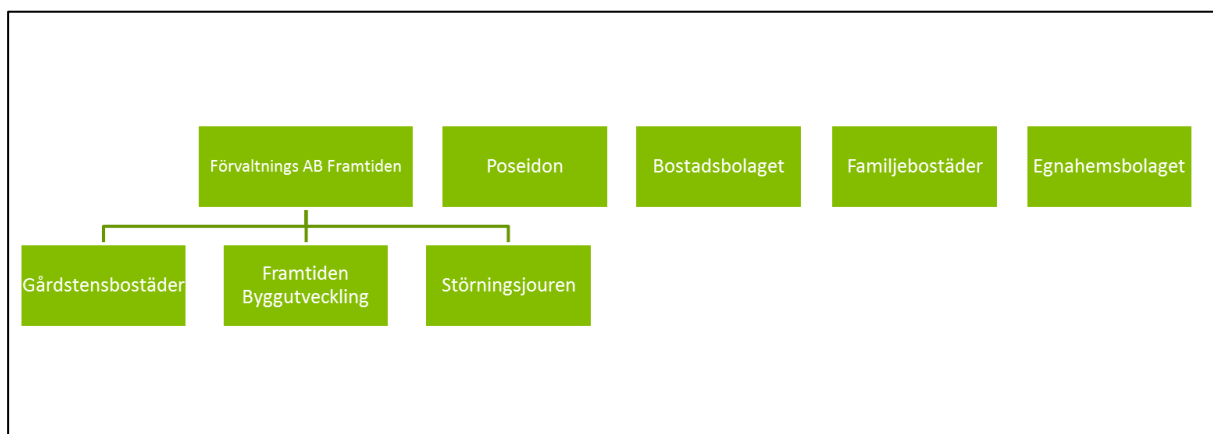 Förvaltnings AB Framtiden
Poseidon
Bostadsbolaget
Familjebostäder
Egnahemsbolaget
Gårdstensbostäder
Framtiden
Byggutveckling
Störningsjouren